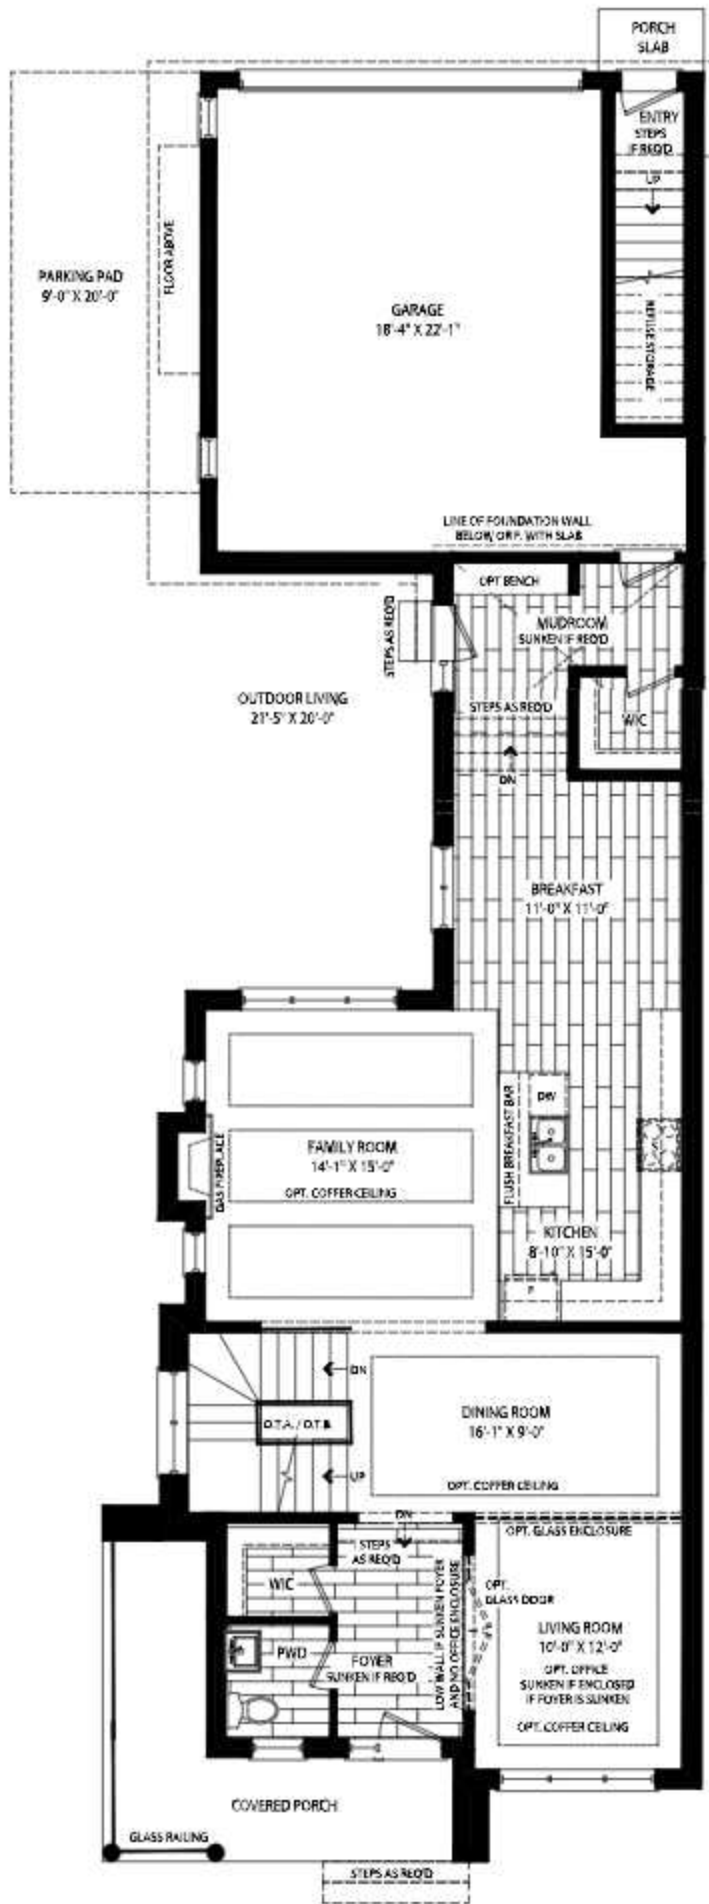 PORCH
SLAB
ENTRY
STEPS
IF REQ'D
UP
FLOOR ABOVE
PARKING PAD
9'-0" X 20'-0"
GARAGE
18'-4" X 22'-1"
REFUSE STORAGE
LINE OF FOUNDATION WALL
BELOW, OR P. WITH SLAB
OPT BENCH
MUDROOM
SUNKEN IF REQ'D
STEPS AS REQ'D
OUTDOOR LIVING
21'-5" X 20'-0"
STEPS AS REQ'D
WIC
DN
BREAKFAST
11'-0" X 11'-0"
DW
FLUSH BREAKFAST BAR
GAS FIREPLACE
FAMILY ROOM
14'-1" X 15'-0"
OPT. COFFER CEILING
KITCHEN
8'-10" X 15'-0"
F
DN
DINING ROOM
16'-1" X 9'-0"
O.T.A. / O.T.B.
UP
OPT. COFFER CEILING
DN
STEPS
AS REQ'D
OPT. GLASS ENCLOSURE
WIC
OPT.
GLASS DOOR
LOW WALL IF SUNKEN FOYER
AND NO OFFICE ENCLOSURE
PWD
FOYER
SUNKEN IF REQ'D
LIVING ROOM
10'-0" X 12'-0"
OPT. OFFICE
SUNKEN IF ENCLOSED
IF FOYER IS SUNKEN
OPT. COFFER CEILING
COVERED PORCH
GLASS RAILING
STEPS AS REQ'D